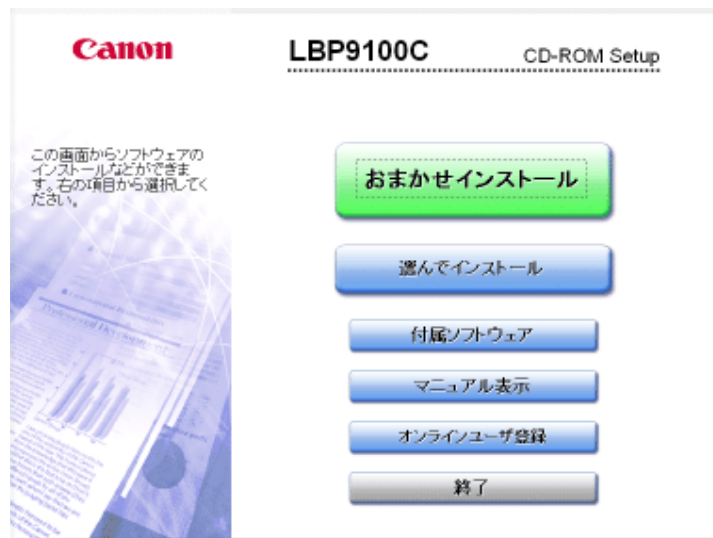 Canon
LBP9100C
CD-ROM Setup
この画面からソフトウェアの
インストールなどができま
す。右の項目から選択してく
ださい。
おまかせインストール
選んでインストール
付属ソフトウェア
マニュアル表示
オンラインユーザ登録
終了